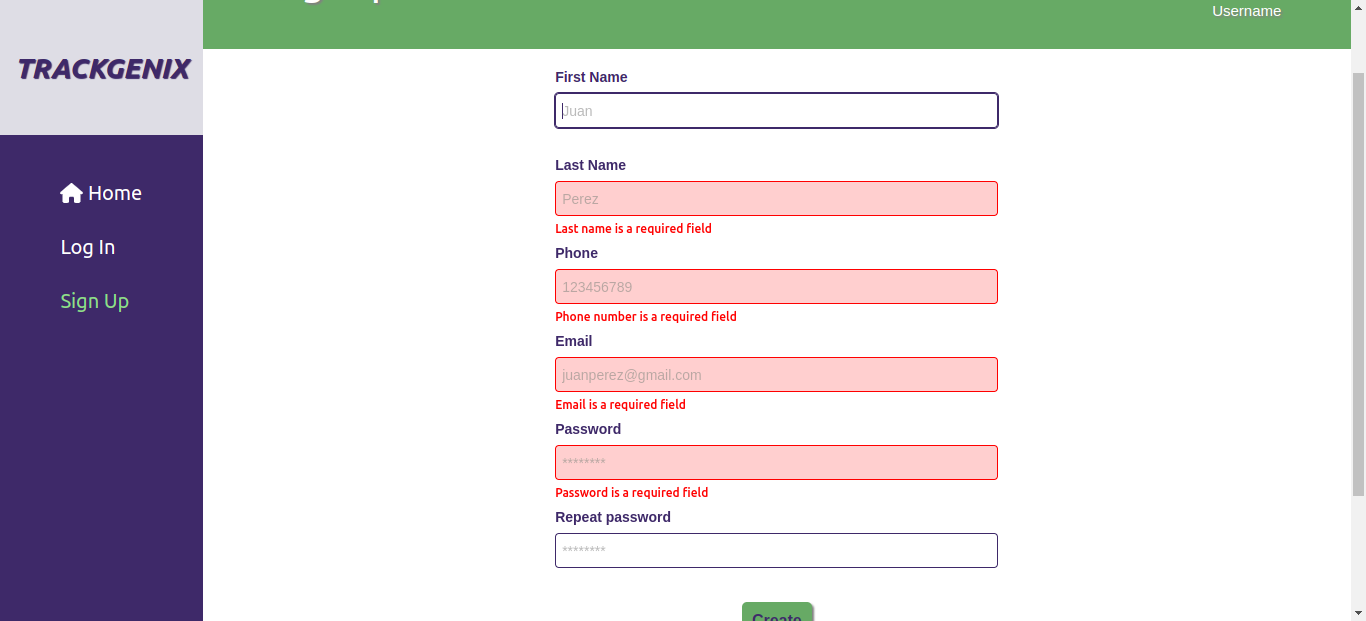 Username
TRACKGENIX
Home
Log In
Sign Up
First Name
Juan
Last Name
Perez
Last name is a required field
Phone
123456789
Phone number is a required field
Email
juanperez@gmail.com
Email is a required field
Password
********
Password is a required field
Repeat password
********
Create